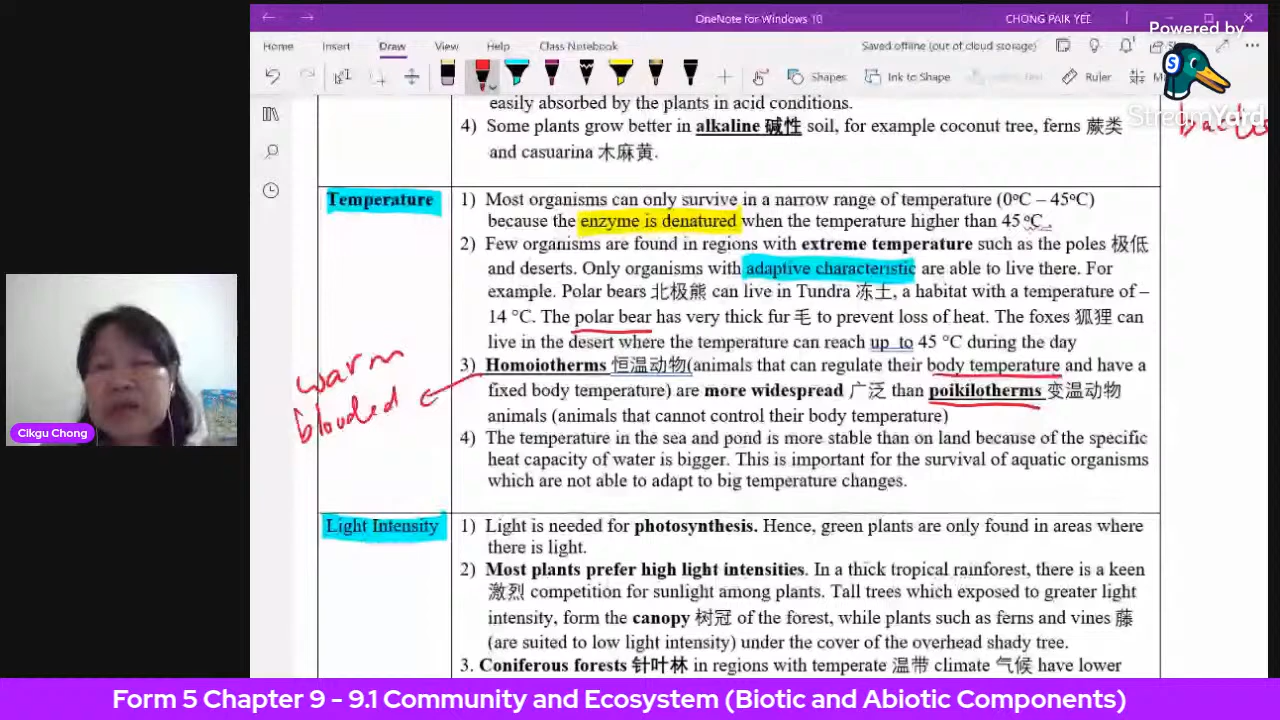 OneNote for Windows 10
CHONG PAIK YEE
Powered by
StreamYard
Home Insert Draw View Help Class Notebook
Saved offline (out of cloud storage)
Shapes Ink to Shape Ruler
easily absorbed by the plants in acid conditions.
4) Some plants grow better in alkaline 碱性 soil, for example coconut tree, ferns 蕨类
and casuarina 木麻黄.
Temperature
1) Most organisms can only survive in a narrow range of temperature (0°C – 45°C)
because the enzyme is denatured when the temperature higher than 45 °C.
2) Few organisms are found in regions with extreme temperature such as the poles 极低
and deserts. Only organisms with adaptive characteristic are able to live there. For
example. Polar bears 北极熊 can live in Tundra 冻土, a habitat with a temperature of –
14 °C. The polar bear has very thick fur 毛 to prevent loss of heat. The foxes 狐狸 can
live in the desert where the temperature can reach up to 45 °C during the day
3) Homoiotherms 恒温动物(animals that can regulate their body temperature and have a
fixed body temperature) are more widespread 广泛 than poikilotherms 变温动物
animals (animals that cannot control their body temperature)
4) The temperature in the sea and pond is more stable than on land because of the specific
heat capacity of water is bigger. This is important for the survival of aquatic organisms
which are not able to adapt to big temperature changes.
warm
blooded
Light Intensity
1) Light is needed for photosynthesis. Hence, green plants are only found in areas where
there is light.
2) Most plants prefer high light intensities. In a thick tropical rainforest, there is a keen
激烈 competition for sunlight among plants. Tall trees which exposed to greater light
intensity, form the canopy 树冠 of the forest, while plants such as ferns and vines 藤
(are suited to low light intensity) under the cover of the overhead shady tree.
3. Coniferous forests 针叶林 in regions with temperate 温带 climate 气候 have lower
Cikgu Chong
Form 5 Chapter 9 - 9.1 Community and Ecosystem (Biotic and Abiotic Components)